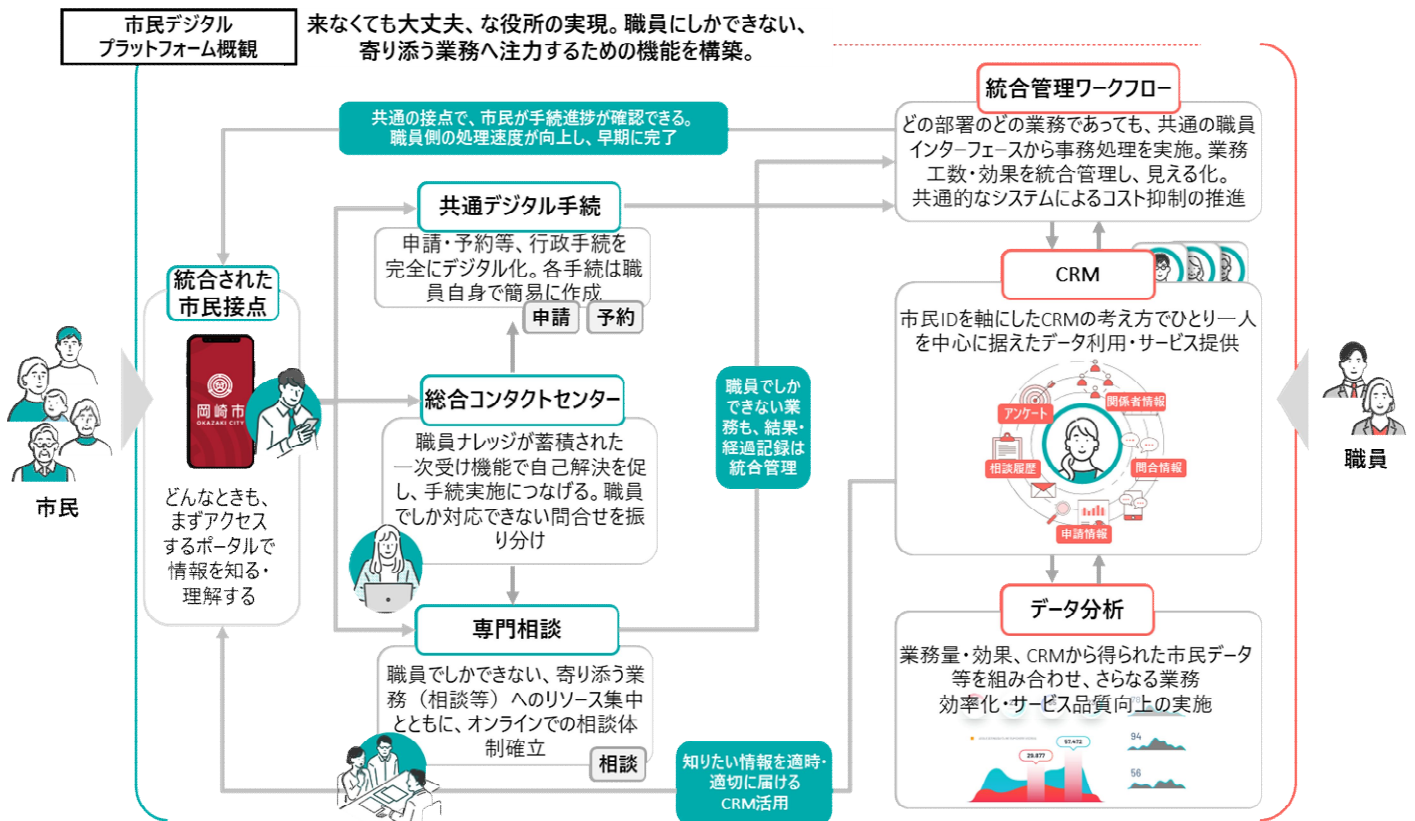 市民デジタル
プラットフォーム概観
来なくても大丈夫、な役所の実現。職員にしかできない、
寄り添う業務へ注力するための機能を構築。
共通の接点で、市民が手続進捗が確認できる。
職員側の処理速度が向上し、早期に完了
統合管理ワークフロー
どの部署のどの業務であっても、共通の職員
インターフェースから事務処理を実施。業務
工数・効果を統合管理し、見える化。
共通的なシステムによるコスト抑制の推進
共通デジタル手続
申請・予約等、行政手続を
完全にデジタル化。各手続は職
員自身で簡易に作成
申請
予約
統合された
市民接点
岡崎市
OKAZAKI CITY
どんなときも、
まずアクセス
するポータルで
情報を知る・
理解する
市民
総合コンタクトセンター
職員ナレッジが蓄積された
一次受け機能で自己解決を促
し、手続実施につなげる。職員
でしか対応できない問合せを振
り分け
職員でしか
できない業
務も、結果・
経過記録は
統合管理
CRM
市民IDを軸にしたCRMの考え方でひとり一人
を中心に据えたデータ利用・サービス提供
アンケート
関係者情報
相談履歴
問合情報
申請情報
職員
専門相談
職員でしかできない、寄り添う業
務（相談等）へのリソース集中
とともに、オンラインでの相談体
制確立
相談
知りたい情報を適時・
適切に届ける
CRM活用
データ分析
業務量・効果、CRMから得られた市民データ
等を組み合わせ、さらなる業務
効率化・サービス品質向上の実施
29.877
57.472
94
56